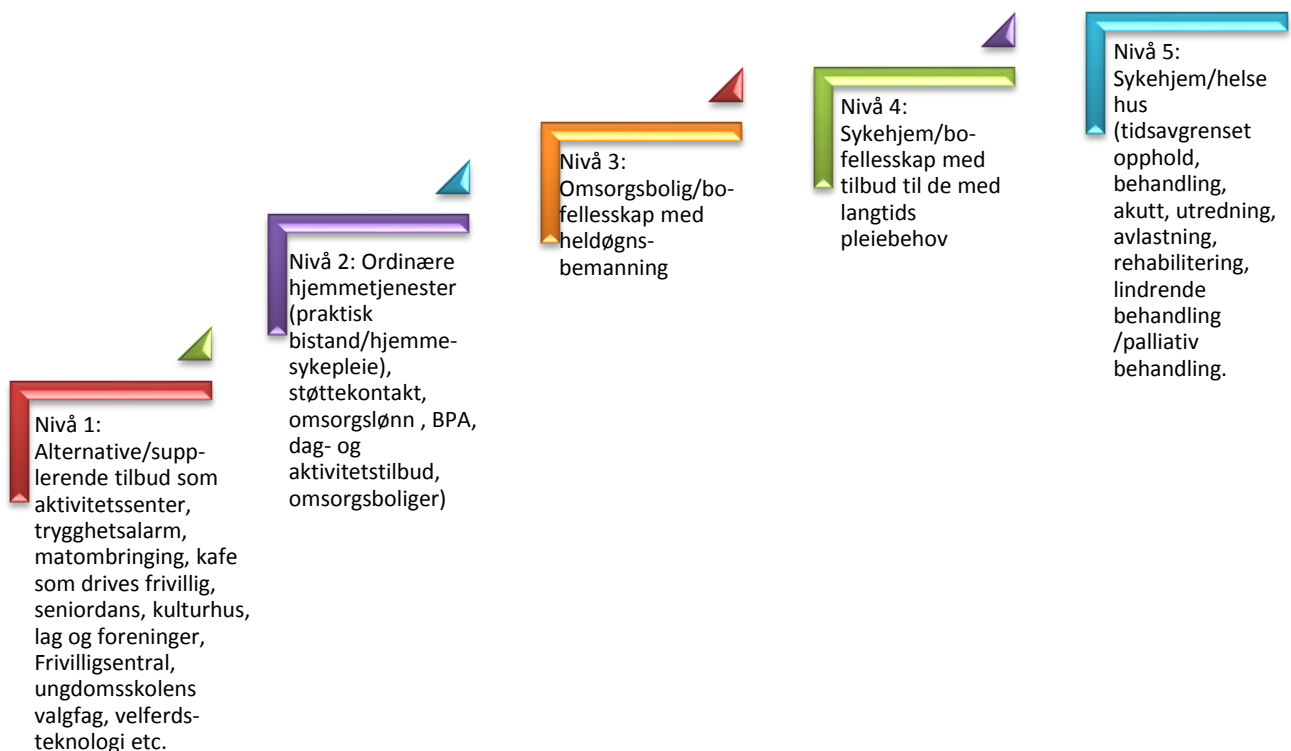 Nivå 1:
Alternative/supp-
lerende tilbud som
aktivitetssenter,
trygghetsalarm,
matombringing, kafe
som drives frivillig,
seniordans, kulturhus,
lag og foreninger,
Frivilligsentral,
ungdomsskolens
valgfag, velferds-
teknologi etc.
Nivå 2: Ordinære
hjemmetjenester
(praktisk
bistand/hjemme-
sykepleie),
støttekontakt,
omsorgslønn , BPA,
dag- og
aktivitetstilbud,
omsorgsboliger)
Nivå 3:
Omsorgsbolig/bo-
fellesskap med
heldøgns-
bemanning
Nivå 4:
Sykehjem/bo-
fellesskap med
tilbud til de med
langtids
pleiebehov
Nivå 5:
Sykehjem/helse
hus
(tidsavgrenset
opphold,
behandling,
akutt, utredning,
avlastning,
rehabilitering,
lindrende
behandling
/palliativ
behandling.